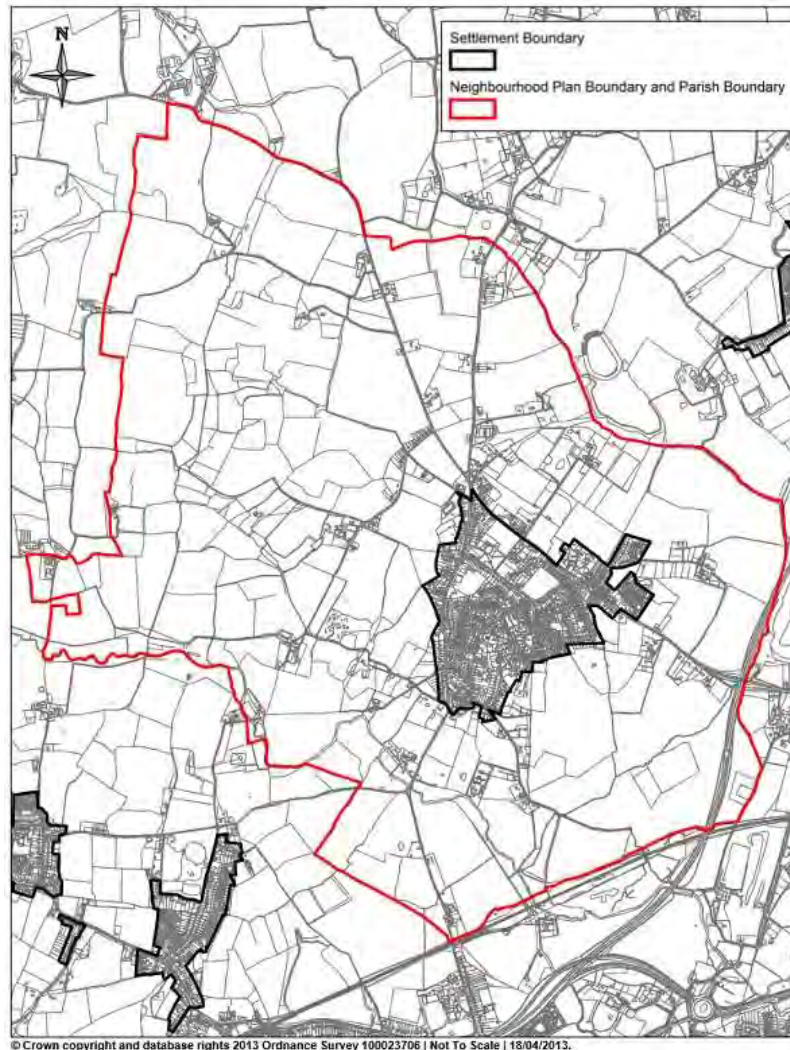 N
Settlement Boundary
Neighbourhood Plan Boundary and Parish Boundary
© Crown copyright and database rights 2013 Ordnance Survey 100023706 | Not To Scale | 18/04/2013.